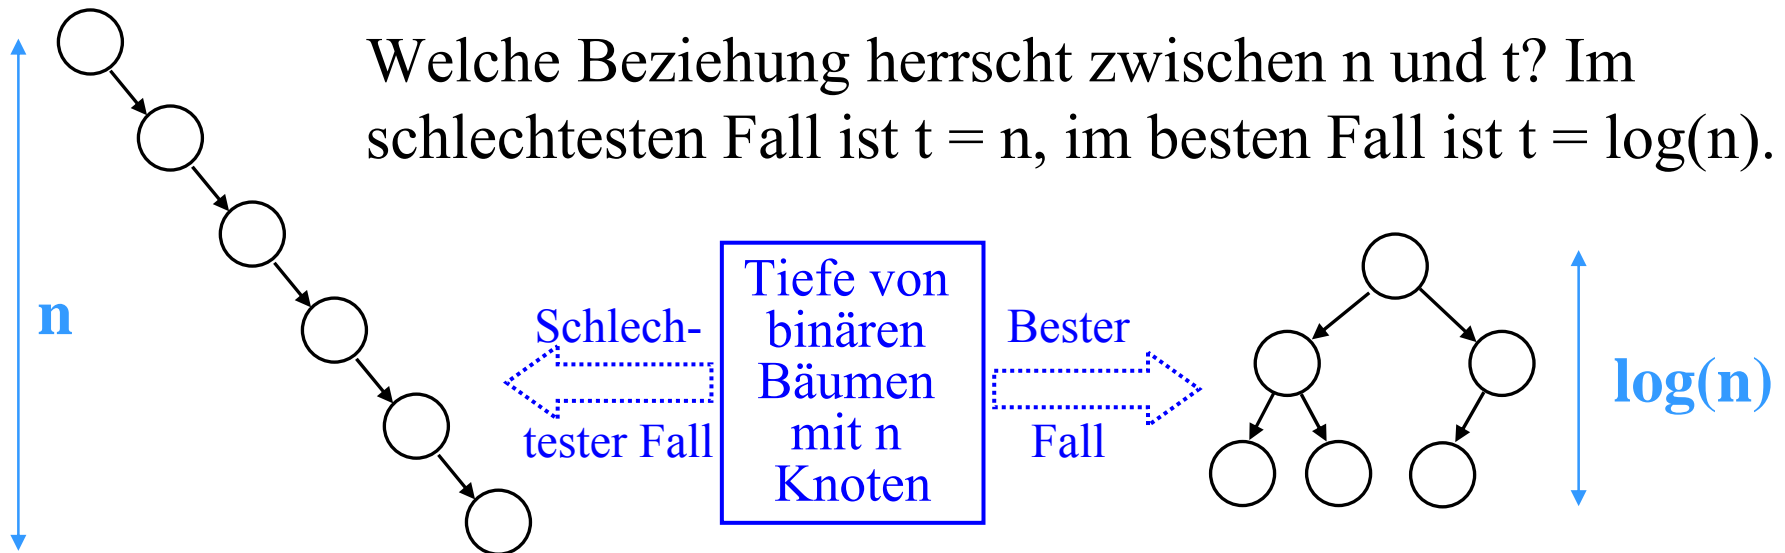 Welche Beziehung herrscht zwischen n und t? Im
schlechtesten Fall ist t = n, im besten Fall ist t = log(n).
n
Schlech-
tester Fall
Tiefe von
binären
Bäumen
mit n
Knoten
Bester
Fall
log(n)